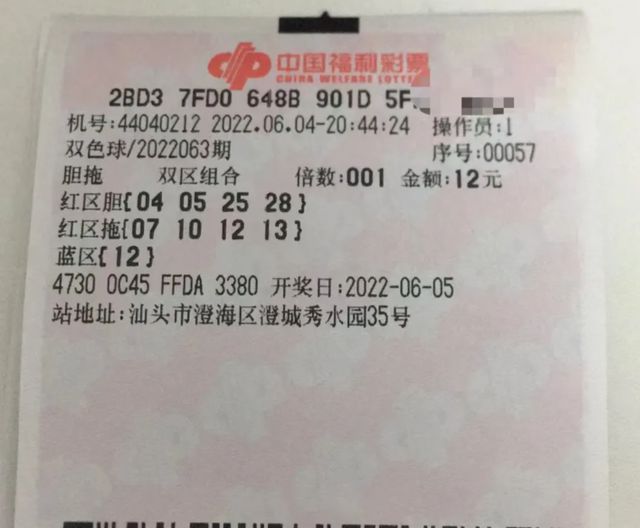 中国福利彩票
CHINA WELFARE LOTTE
2BD3 7FD0 648B 901D 5F
机号:44040212 2022.06.04-20:44:24 操作员:1
双色球/2022063期 序号:00057
胆拖 双区组合 倍数:001 金额:12元
红区胆{04 05 25 28}
红区拖{07 10 12 13}
蓝区{12}
4730 0C45 FFDA 3380 开奖日:2022-06-05
站地址:汕头市澄海区澄城秀水园35号